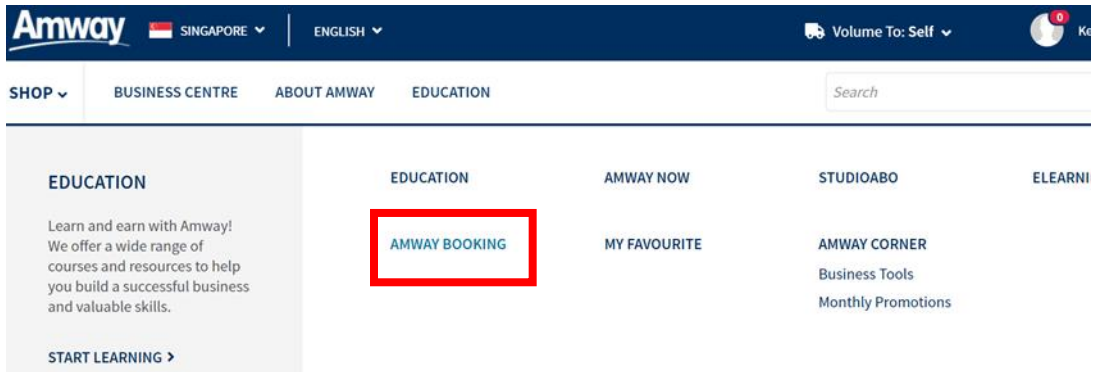 Amway SINGAPORE ENGLISH Volume To: Self 0
SHOP BUSINESS CENTRE ABOUT AMWAY EDUCATION Search
EDUCATION
Learn and earn with Amway!
We offer a wide range of
courses and resources to help
you build a successful business
and valuable skills.
START LEARNING >
EDUCATION AMWAY NOW STUDIOABO
AMWAY BOOKING MY FAVOURITE AMWAY CORNER
Business Tools
Monthly Promotions